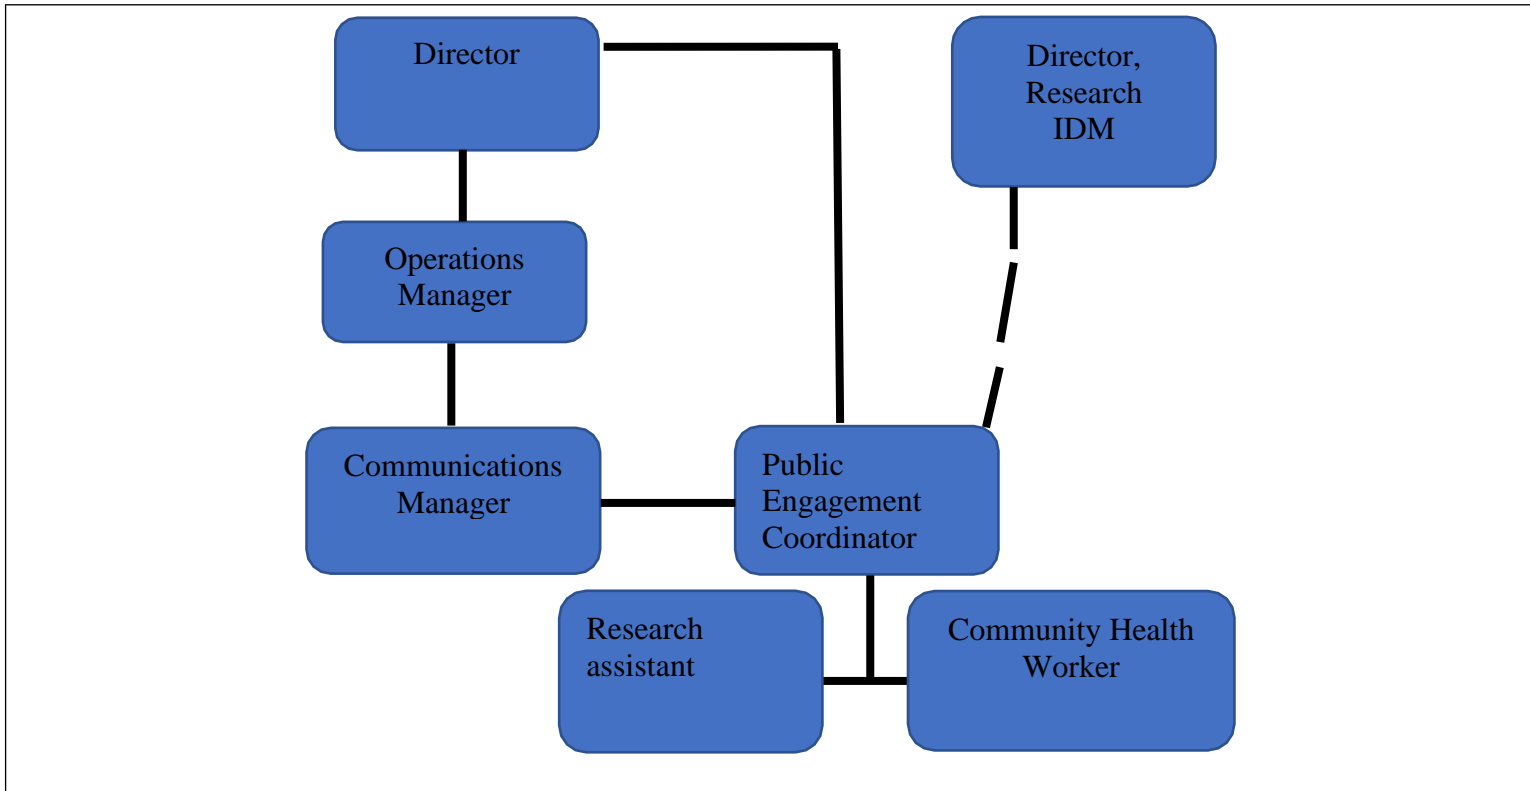 Director
Director,
Research
IDM
Operations
Manager
Communications
Manager
Public
Engagement
Coordinator
Research
assistant
Community Health
Worker